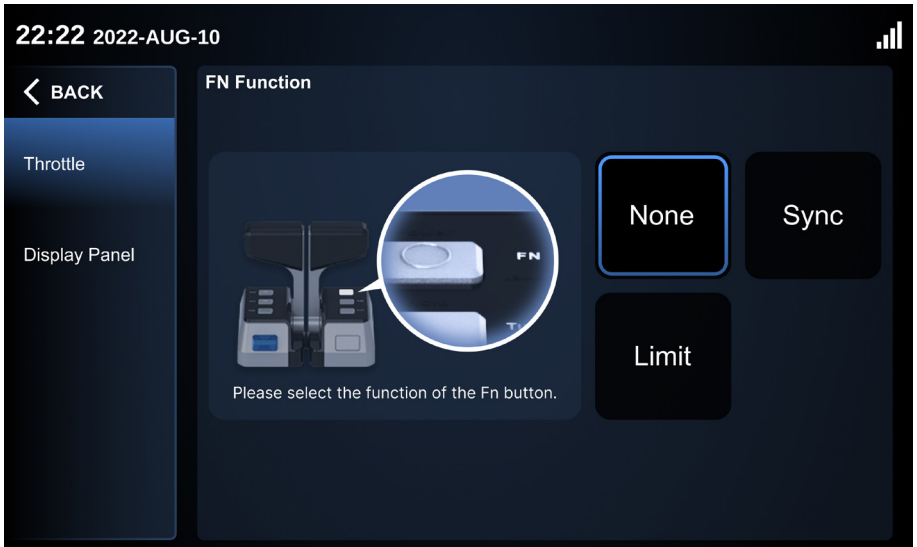 22:22 2022-AUG-10
BACK
Throttle
Display Panel
FN Function
FN
Please select the function of the Fn button.
None
Sync
Limit